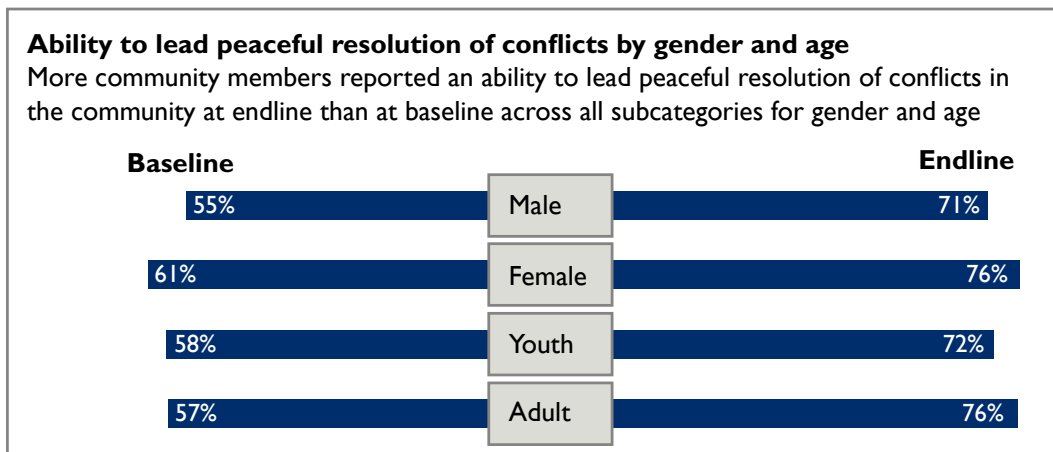 Ability to lead peaceful resolution of conflicts by gender and age
More community members reported an ability to lead peaceful resolution of conflicts in
the community at endline than at baseline across all subcategories for gender and age
Baseline Endline
55% Male 71%
61% Female 76%
58% Youth 72%
57% Adult 76%